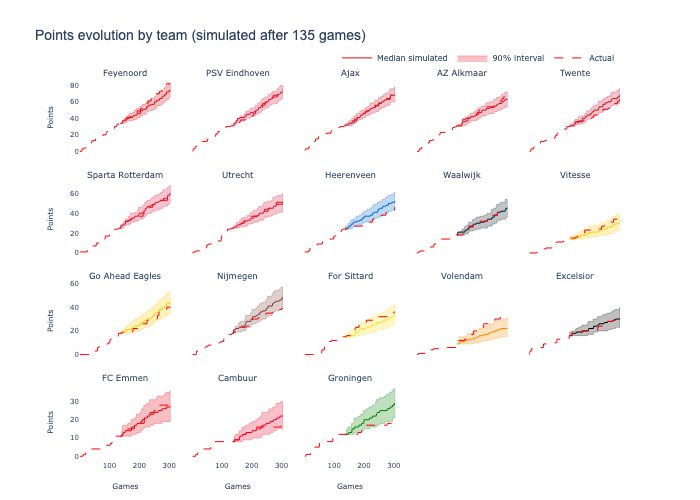 Points evolution by team (simulated after 135 games)
Median simulated 90% interval Actual
Feyenoord PSV Eindhoven Ajax AZ Alkmaar Twente
80
60
40
20
0
Points
Sparta Rotterdam Utrecht Heerenveen Waalwijk Vitesse
60
40
20
0
Points
Go Ahead Eagles Nijmegen For Sittard Volendam Excelsior
60
40
20
0
Points
FC Emmen Cambuur Groningen
30
20
10
0
Points
100 200 300 100 200 300 100 200 300
Games Games Games